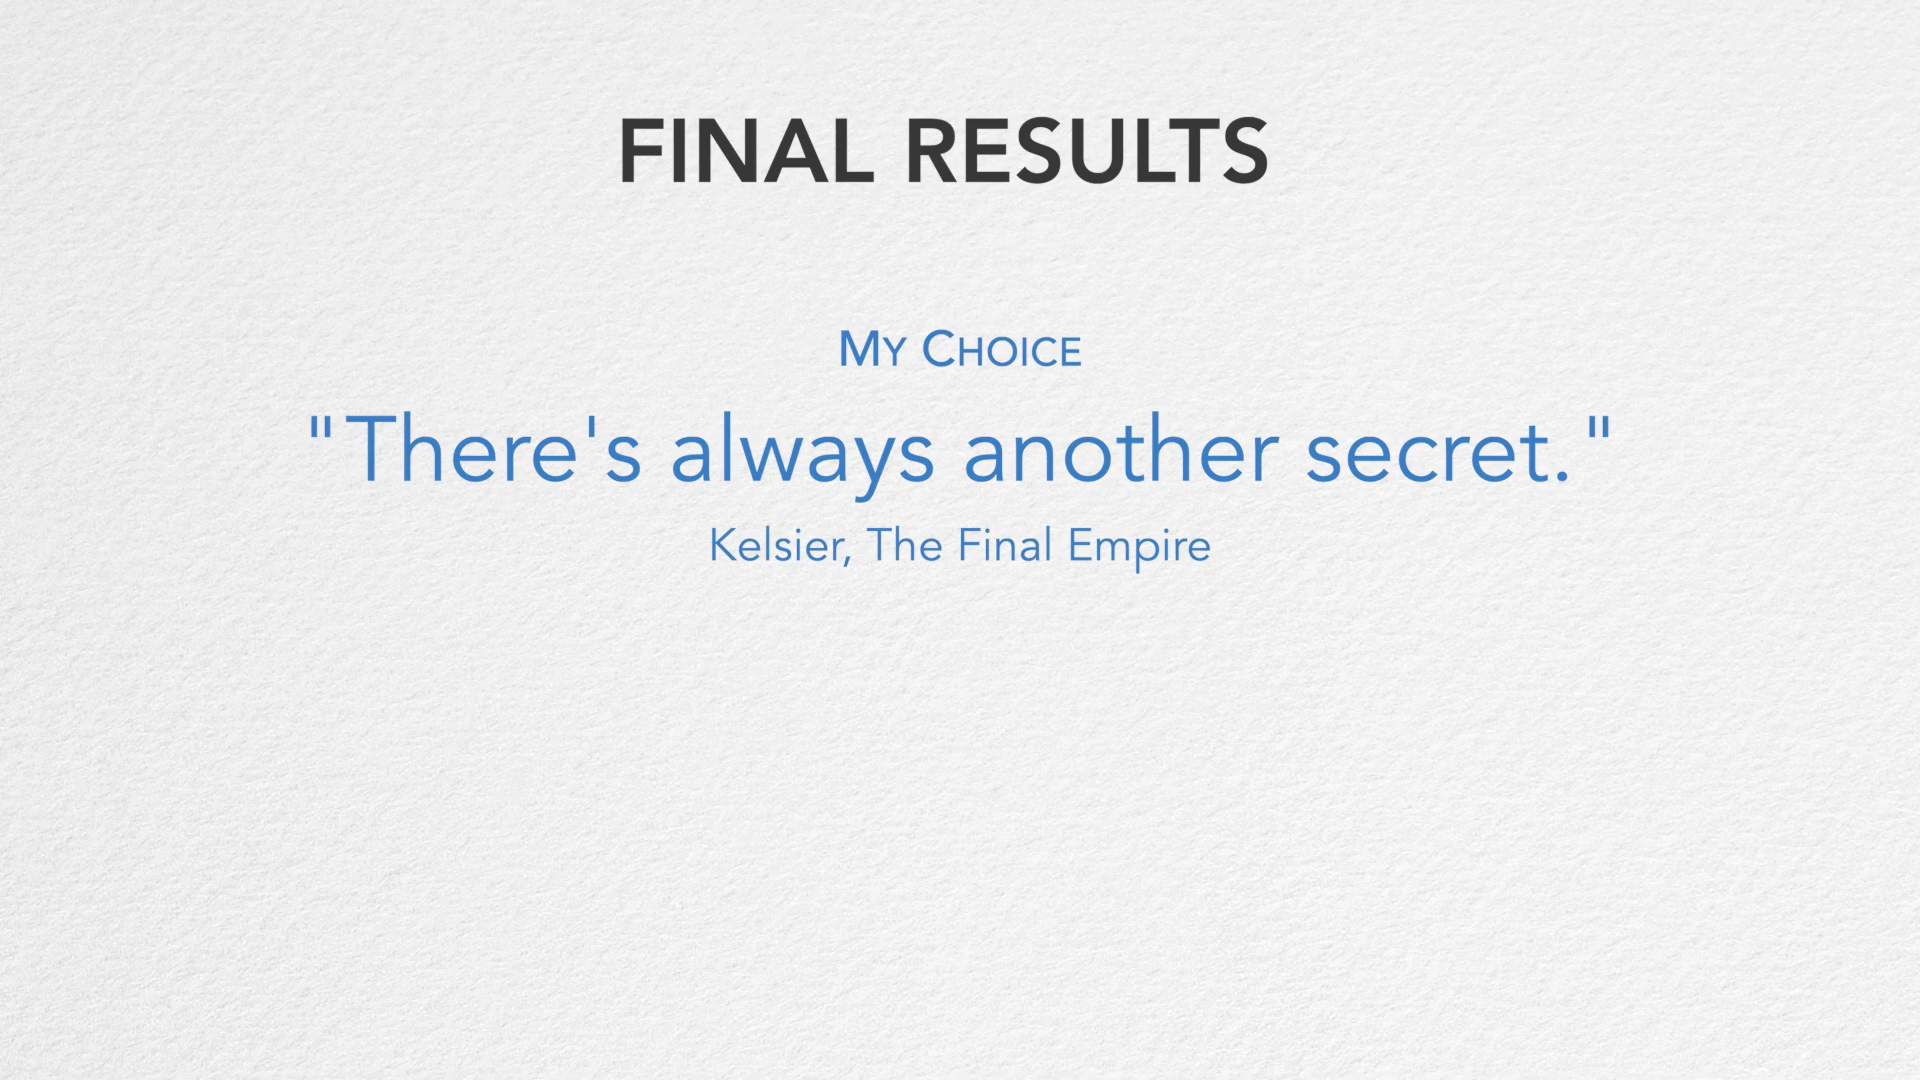 FINAL RESULTS
My Choice
"There's always another secret."
Kelsier, The Final Empire